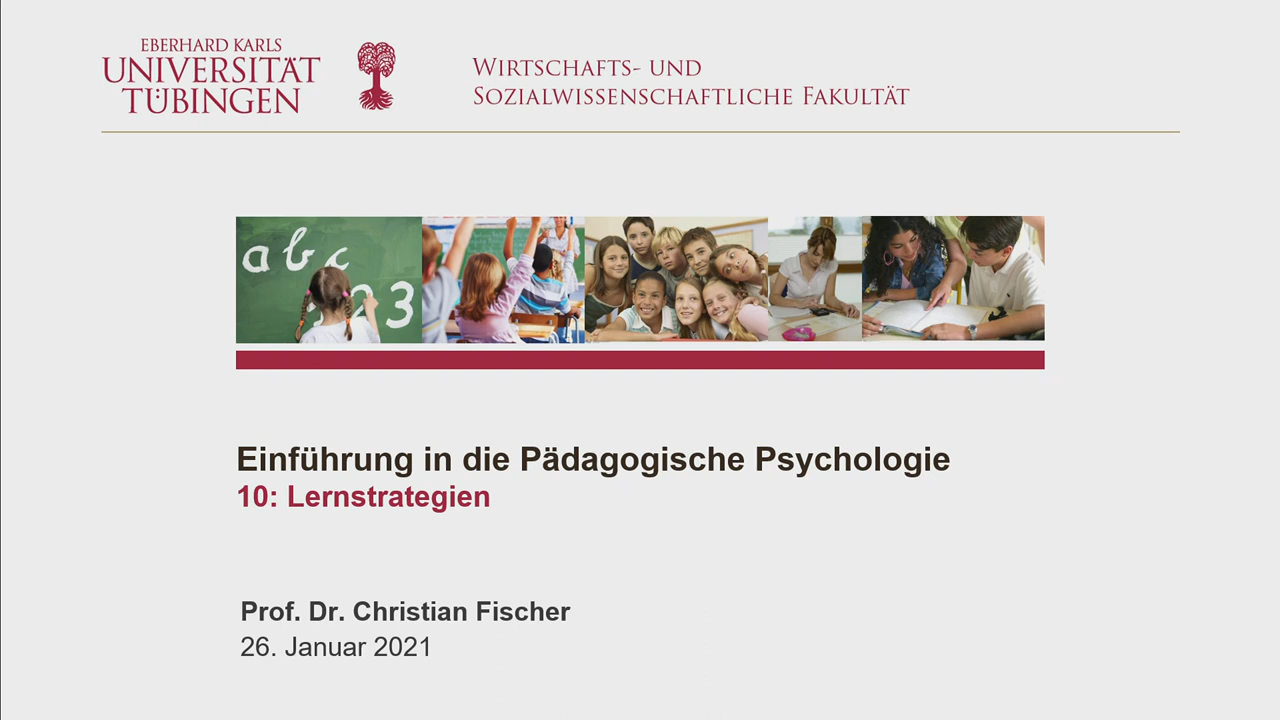 EBERHARD KARLS
UNIVERSITÄT
TÜBINGEN
WIRTSCHAFTS- UND
SOZIALWISSENSCHAFTLICHE FAKULTÄT
abc
123
Einführung in die Pädagogische Psychologie
10: Lernstrategien
Prof. Dr. Christian Fischer
26. Januar 2021